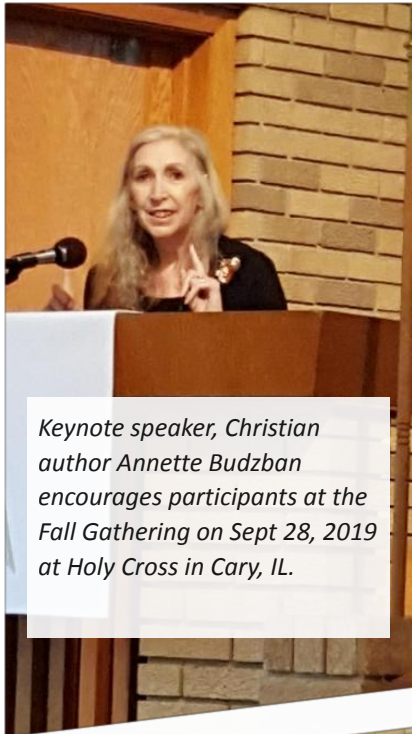 Keynote speaker, Christian
author Annette Budzban
encourages participants at the
Fall Gathering on Sept 28, 2019
at Holy Cross in Cary, IL.